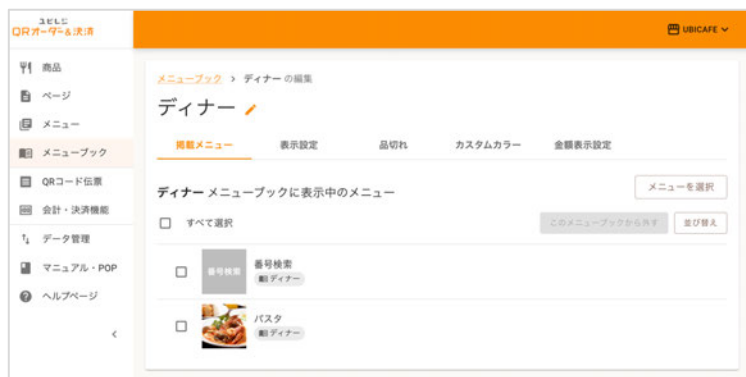 ユビレジ
QRオーダー&決済
UBICAFE
商品
ページ
メニュー
メニューブック
QRコード伝票
会計・決済機能
データ管理
マニュアル・POP
ヘルプページ
メニューブック > ディナー の編集
ディナー
掲載メニュー 表示設定 品切れ カスタムカラー 金額表示設定
ディナー メニューブックに表示中のメニュー
メニューを選択
すべて選択
このメニューブックから外す 並び替え
番号検索
番号検索
ディナー
パスタ
ディナー